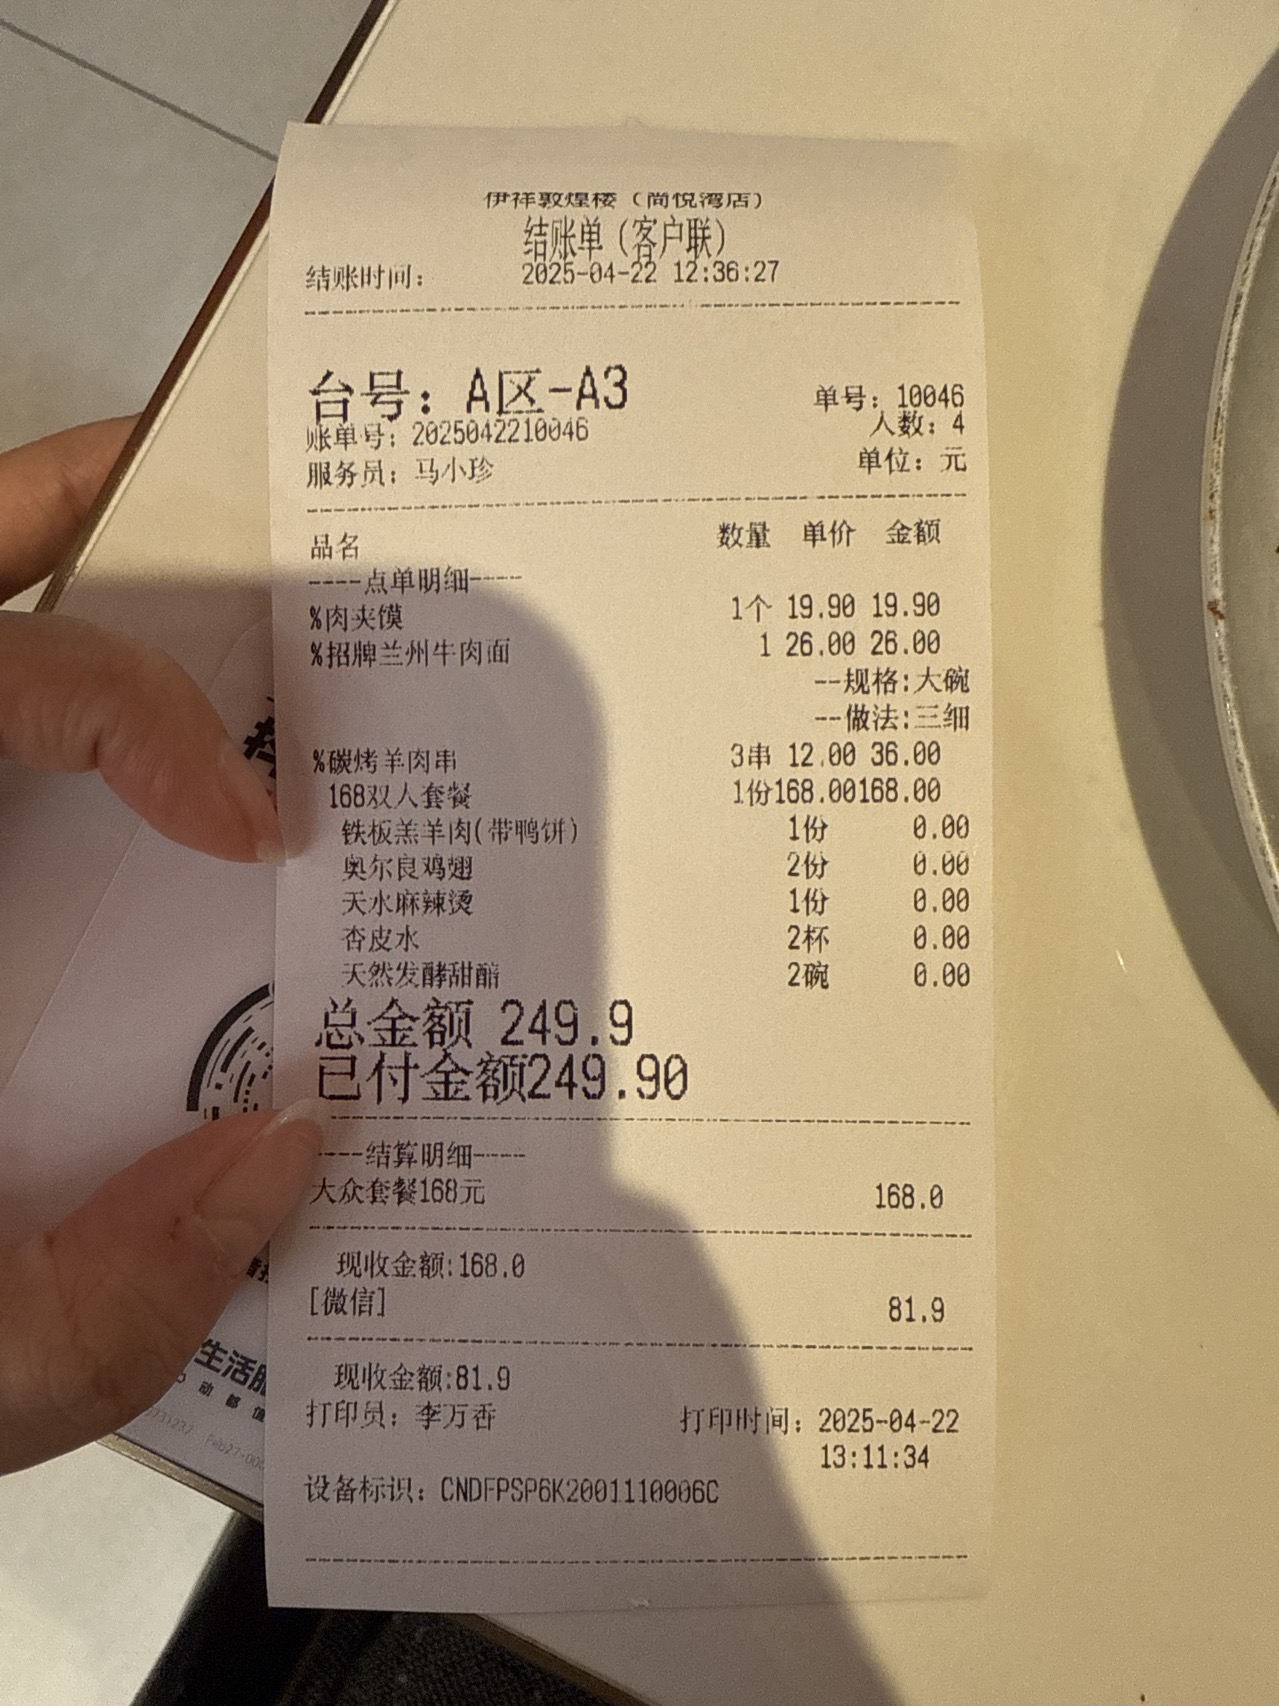 伊祥敦煌楼（尚悦湾店）
结账单（客户联）
结账时间： 2025-04-22 12:36:27
台号：A区-A3
单号：10046
账单号：2025042210046
人数：4
服务员：马小珍
单位：元
品名 数量 单价 金额
----点单明细----
%肉夹馍 1个 19.90 19.90
%招牌兰州牛肉面 1 26.00 26.00
--规格:大碗
--做法:三细
%碳烤羊肉串 3串 12.00 36.00
168双人套餐 1份168.00168.00
铁板羔羊肉(带鸭饼) 1份 0.00
奥尔良鸡翅 2份 0.00
天水麻辣烫 1份 0.00
杏皮水 2杯 0.00
天然发酵甜醅 2碗 0.00
总金额 249.9
已付金额249.90
----结算明细----
大众套餐168元 168.0
现收金额:168.0
[微信] 81.9
现收金额:81.9
打印员：李万香 打印时间：2025-04-22
13:11:34
设备标识：CNDFPSP6K2001110006C
生活服
动 都 值